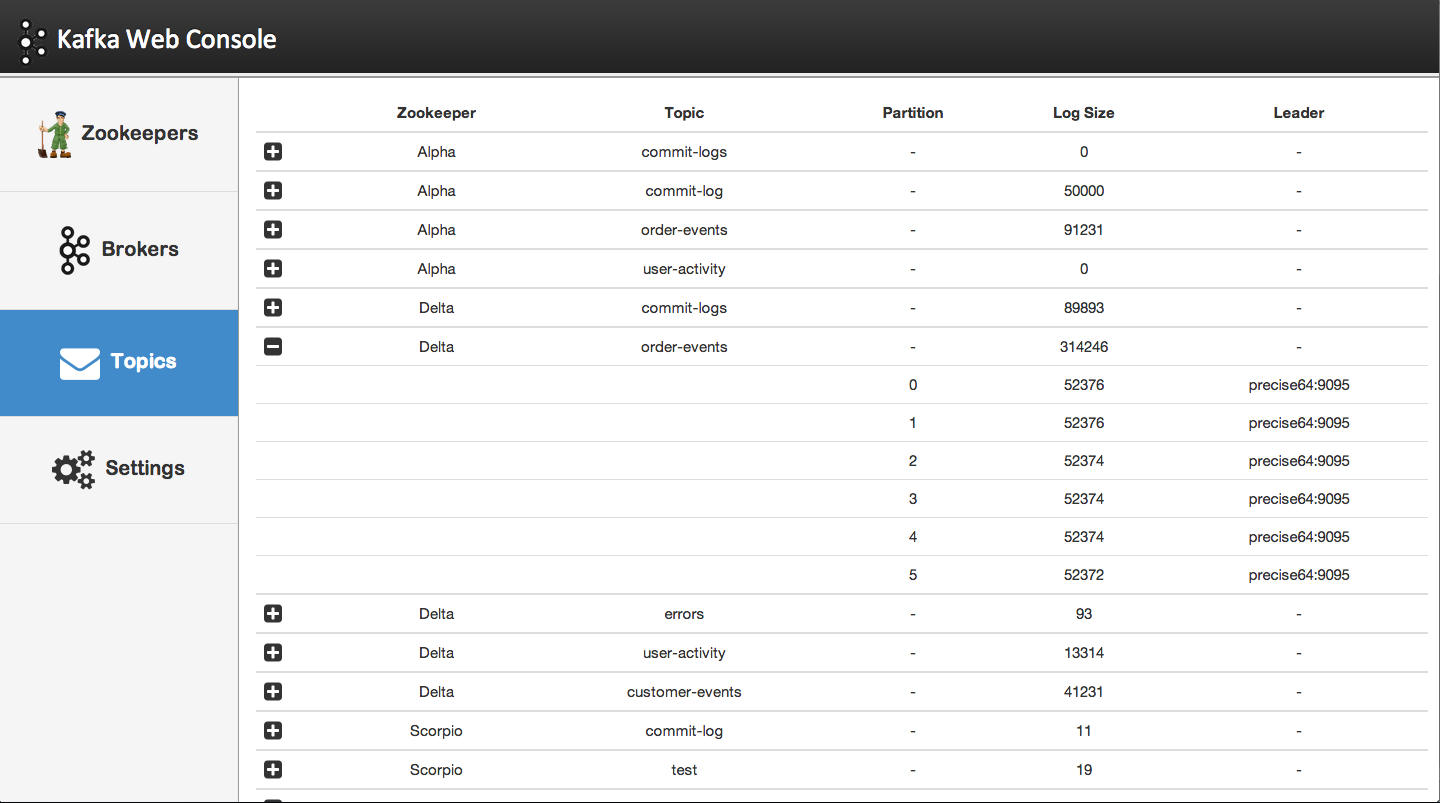 Kafka Web Console
Zookeepers
Brokers
Topics
Settings
Zookeeper Topic Partition Log Size Leader
Alpha commit-logs - 0 -
Alpha commit-log - 50000 -
Alpha order-events - 91231 -
Alpha user-activity - 0 -
Delta commit-logs - 89893 -
Delta order-events - 314246 -
0 52376 precise64:9095
1 52376 precise64:9095
2 52374 precise64:9095
3 52374 precise64:9095
4 52374 precise64:9095
5 52372 precise64:9095
Delta errors - 93 -
Delta user-activity - 13314 -
Delta customer-events - 41231 -
Scorpio commit-log - 11 -
Scorpio test - 19 -